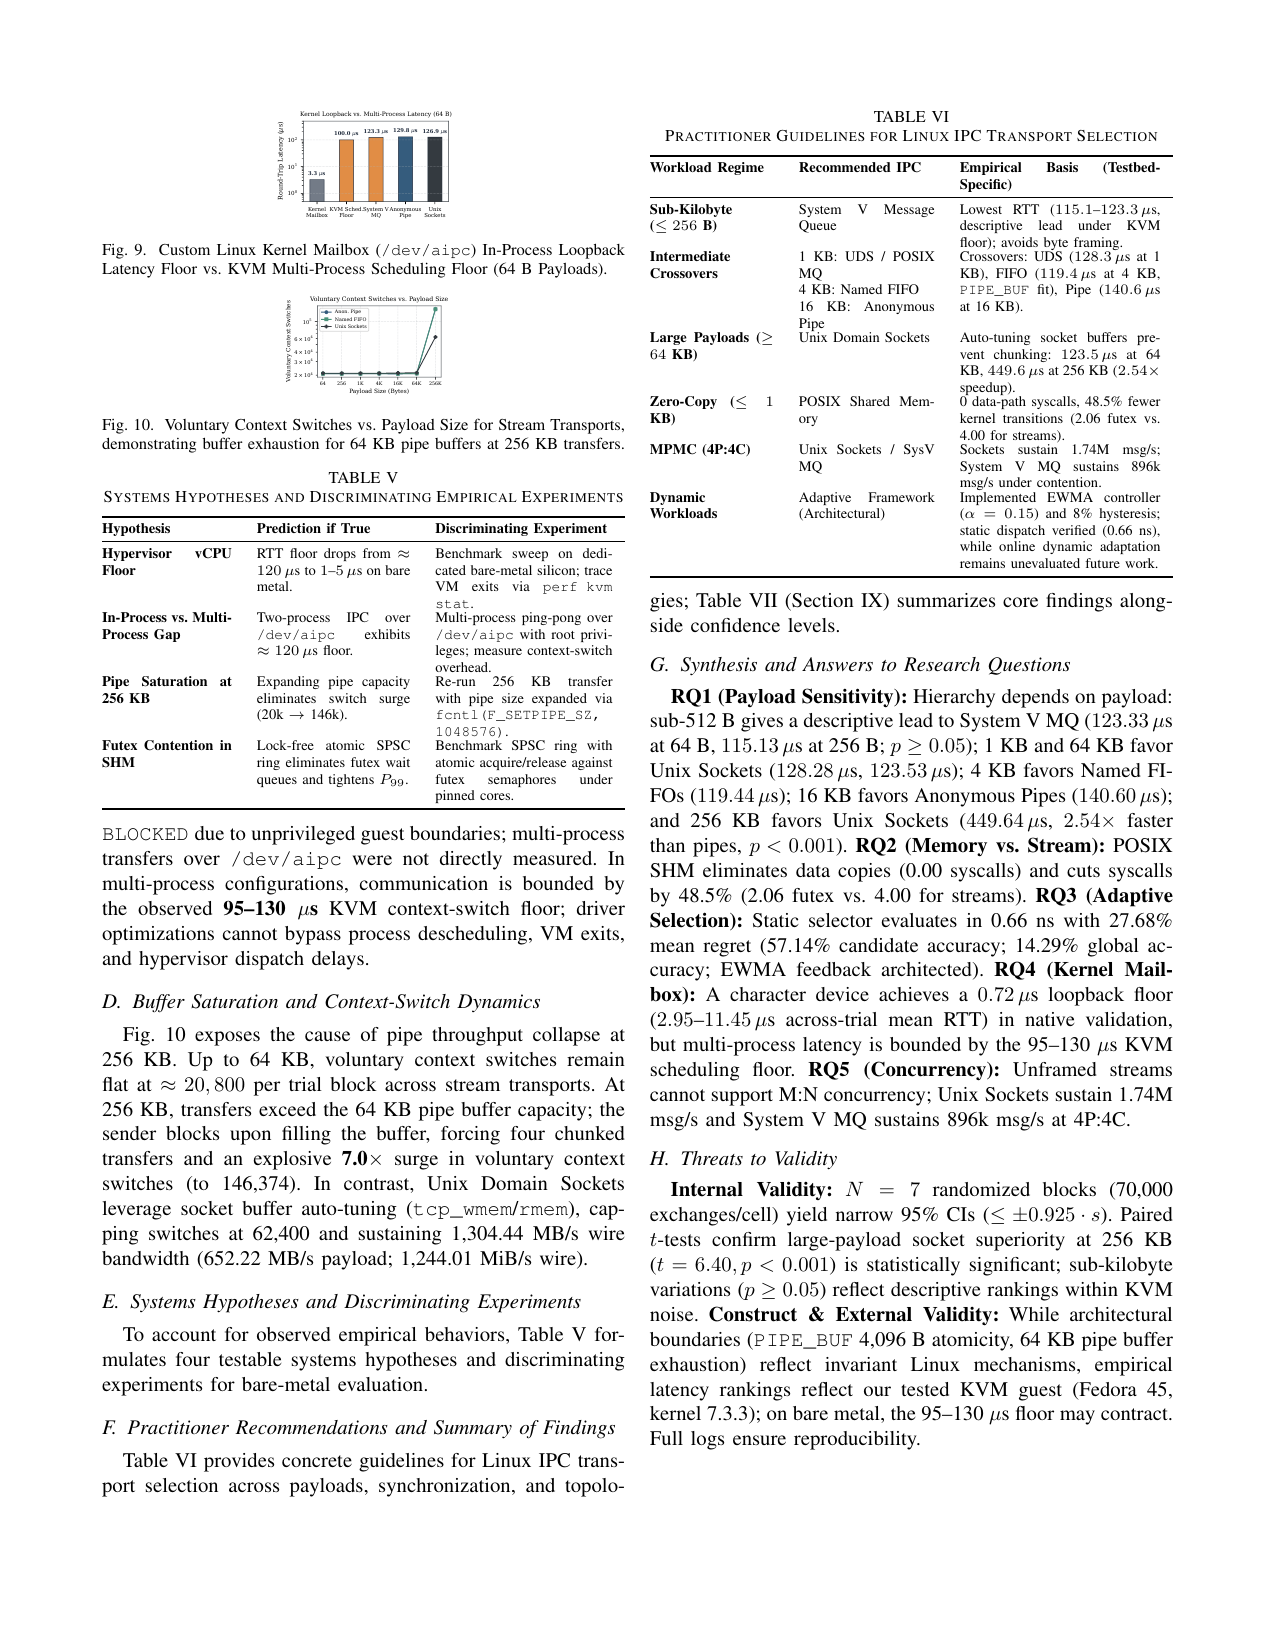 Kernel Loopback vs. Multi-Process Latency (64 B)
Round-Trip Latency (μs)
10²
10¹
10⁰
3.3 μs
100.0 μs
123.3 μs
129.8 μs
126.9 μs
Kernel Mailbox
KVM Sched. Floor
System V MQ
Anonymous Pipe
Unix Sockets
Fig. 9. Custom Linux Kernel Mailbox (/dev/aipc) In-Process Loopback
Latency Floor vs. KVM Multi-Process Scheduling Floor (64 B Payloads).
Voluntary Context Switches vs. Payload Size
Voluntary Context Switches
10⁵
6 × 10⁴
4 × 10⁴
3 × 10⁴
2 × 10⁴
Anon. Pipe
Named FIFO
Unix Sockets
64 256 1K 4K 16K 64K 256K
Payload Size (Bytes)
Fig. 10. Voluntary Context Switches vs. Payload Size for Stream Transports,
demonstrating buffer exhaustion for 64 KB pipe buffers at 256 KB transfers.
TABLE V
SYSTEMS HYPOTHESES AND DISCRIMINATING EMPIRICAL EXPERIMENTS
Hypothesis Prediction if True Discriminating Experiment
Hypervisor vCPU
Floor
RTT floor drops from ≈
120 μs to 1–5 μs on bare
metal.
Benchmark sweep on dedi-
cated bare-metal silicon; trace
VM exits via perf kvm
stat.
In-Process vs. Multi-
Process Gap
Two-process IPC over
/dev/aipc exhibits
≈ 120 μs floor.
Multi-process ping-pong over
/dev/aipc with root privi-
leges; measure context-switch
overhead.
Pipe Saturation at
256 KB
Expanding pipe capacity
eliminates switch surge
(20k → 146k).
Re-run 256 KB transfer
with pipe size expanded via
fcntl(F_SETPIPE_SZ,
1048576).
Futex Contention in
SHM
Lock-free atomic SPSC
ring eliminates futex wait
queues and tightens P₉₉.
Benchmark SPSC ring with
atomic acquire/release against
futex semaphores under
pinned cores.
BLOCKED due to unprivileged guest boundaries; multi-process
transfers over /dev/aipc were not directly measured. In
multi-process configurations, communication is bounded by
the observed 95–130 μs KVM context-switch floor; driver
optimizations cannot bypass process descheduling, VM exits,
and hypervisor dispatch delays.
D. Buffer Saturation and Context-Switch Dynamics
Fig. 10 exposes the cause of pipe throughput collapse at
256 KB. Up to 64 KB, voluntary context switches remain
flat at ≈ 20,800 per trial block across stream transports. At
256 KB, transfers exceed the 64 KB pipe buffer capacity; the
sender blocks upon filling the buffer, forcing four chunked
transfers and an explosive 7.0× surge in voluntary context
switches (to 146,374). In contrast, Unix Domain Sockets
leverage socket buffer auto-tuning (tcp_wmem/rmem), cap-
ping switches at 62,400 and sustaining 1,304.44 MB/s wire
bandwidth (652.22 MB/s payload; 1,244.01 MiB/s wire).
E. Systems Hypotheses and Discriminating Experiments
To account for observed empirical behaviors, Table V for-
mulates four testable systems hypotheses and discriminating
experiments for bare-metal evaluation.
F. Practitioner Recommendations and Summary of Findings
Table VI provides concrete guidelines for Linux IPC trans-
port selection across payloads, synchronization, and topolo-
TABLE VI
PRACTITIONER GUIDELINES FOR LINUX IPC TRANSPORT SELECTION
Workload Regime Recommended IPC Empirical Basis (Testbed-
Specific)
Sub-Kilobyte
(≤ 256 B)
System V Message
Queue
Lowest RTT (115.1–123.3 μs,
descriptive lead under KVM
floor); avoids byte framing.
Intermediate
Crossovers
1 KB: UDS / POSIX
MQ
4 KB: Named FIFO
16 KB: Anonymous
Pipe
Crossovers: UDS (128.3 μs at 1
KB), FIFO (119.4 μs at 4 KB,
PIPE_BUF fit), Pipe (140.6 μs
at 16 KB).
Large Payloads (≥
64 KB)
Unix Domain Sockets
Auto-tuning socket buffers pre-
vent chunking: 123.5 μs at 64
KB, 449.6 μs at 256 KB (2.54×
speedup).
Zero-Copy (≤ 1
KB)
POSIX Shared Mem-
ory
0 data-path syscalls, 48.5% fewer
kernel transitions (2.06 futex vs.
4.00 for streams).
MPMC (4P:4C)
Unix Sockets / SysV
MQ
Sockets sustain 1.74M msg/s;
System V MQ sustains 896k
msg/s under contention.
Dynamic
Workloads
Adaptive Framework
(Architectural)
Implemented EWMA controller
(α = 0.15) and 8% hysteresis;
static dispatch verified (0.66 ns),
while online dynamic adaptation
remains unevaluated future work.
gies; Table VII (Section IX) summarizes core findings along-
side confidence levels.
G. Synthesis and Answers to Research Questions
RQ1 (Payload Sensitivity): Hierarchy depends on payload:
sub-512 B gives a descriptive lead to System V MQ (123.33 μs
at 64 B, 115.13 μs at 256 B; p ≥ 0.05); 1 KB and 64 KB favor
Unix Sockets (128.28 μs, 123.53 μs); 4 KB favors Named FI-
FOs (119.44 μs); 16 KB favors Anonymous Pipes (140.60 μs);
and 256 KB favors Unix Sockets (449.64 μs, 2.54× faster
than pipes, p < 0.001). RQ2 (Memory vs. Stream): POSIX
SHM eliminates data copies (0.00 syscalls) and cuts syscalls
by 48.5% (2.06 futex vs. 4.00 for streams). RQ3 (Adaptive
Selection): Static selector evaluates in 0.66 ns with 27.68%
mean regret (57.14% candidate accuracy; 14.29% global ac-
curacy; EWMA feedback architected). RQ4 (Kernel Mail-
box): A character device achieves a 0.72 μs loopback floor
(2.95–11.45 μs across-trial mean RTT) in native validation,
but multi-process latency is bounded by the 95–130 μs KVM
scheduling floor. RQ5 (Concurrency): Unframed streams
cannot support M:N concurrency; Unix Sockets sustain 1.74M
msg/s and System V MQ sustains 896k msg/s at 4P:4C.
H. Threats to Validity
Internal Validity: N = 7 randomized blocks (70,000
exchanges/cell) yield narrow 95% CIs (≤ ±0.925 · s). Paired
t-tests confirm large-payload socket superiority at 256 KB
(t = 6.40, p < 0.001) is statistically significant; sub-kilobyte
variations (p ≥ 0.05) reflect descriptive rankings within KVM
noise. Construct & External Validity: While architectural
boundaries (PIPE_BUF 4,096 B atomicity, 64 KB pipe buffer
exhaustion) reflect invariant Linux mechanisms, empirical
latency rankings reflect our tested KVM guest (Fedora 45,
kernel 7.3.3); on bare metal, the 95–130 μs floor may contract.
Full logs ensure reproducibility.